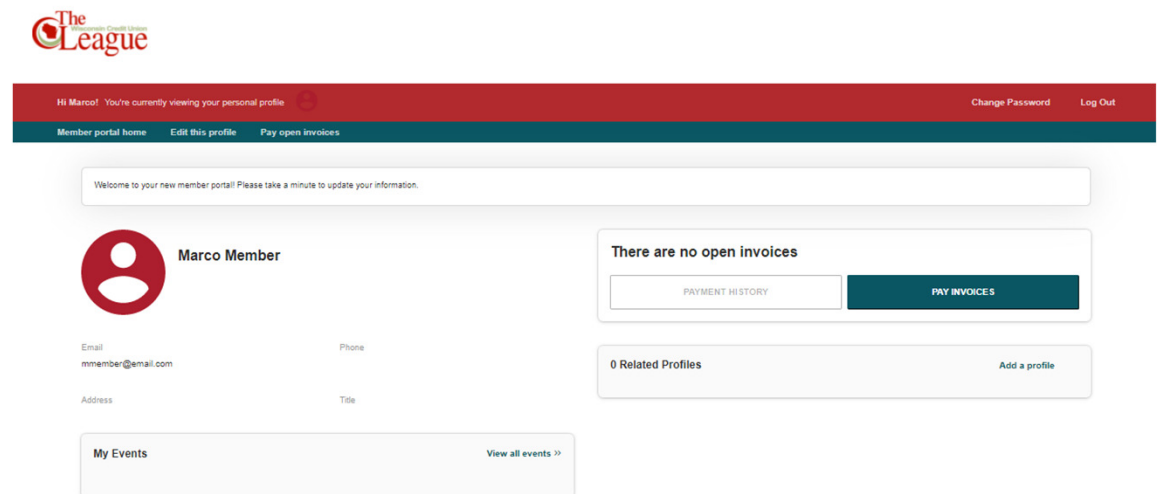 The
Wisconsin Credit Union
League
Hi Marco! You're currently viewing your personal profile
Change Password
Log Out
Member portal home
Edit this profile
Pay open invoices
Welcome to your new member portal! Please take a minute to update your information.
Marco Member
There are no open invoices
PAYMENT HISTORY
PAY INVOICES
Email
Phone
mmember@email.com
0 Related Profiles
Add a profile
Address
Title
My Events
View all events »